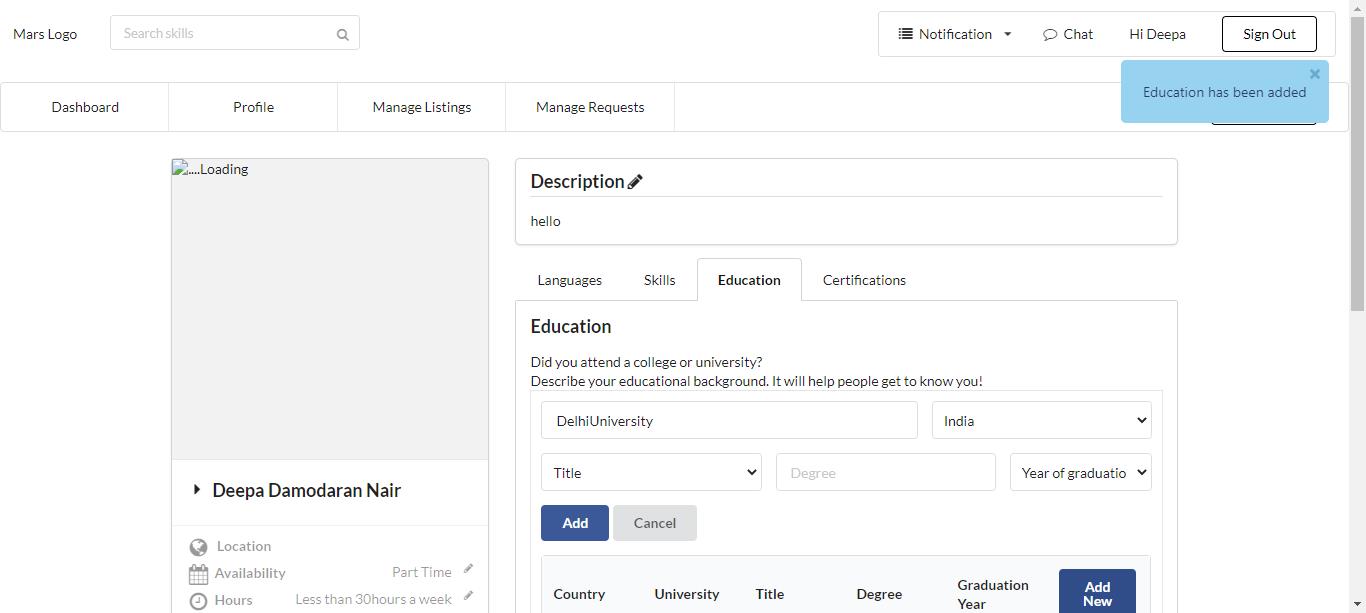 Mars Logo
Search skills
Notification
Chat
Hi Deepa
Sign Out
Education has been added
Dashboard
Profile
Manage Listings
Manage Requests
....Loading
Description
hello
Languages
Skills
Education
Certifications
Education
Did you attend a college or university?
Describe your educational background. It will help people get to know you!
DelhiUniversity
India
Title
Degree
Year of graduatio
Add
Cancel
Country
University
Title
Degree
Graduation
Year
Add
New
Deepa Damodaran Nair
Location
Availability
Part Time
Hours
Less than 30hours a week